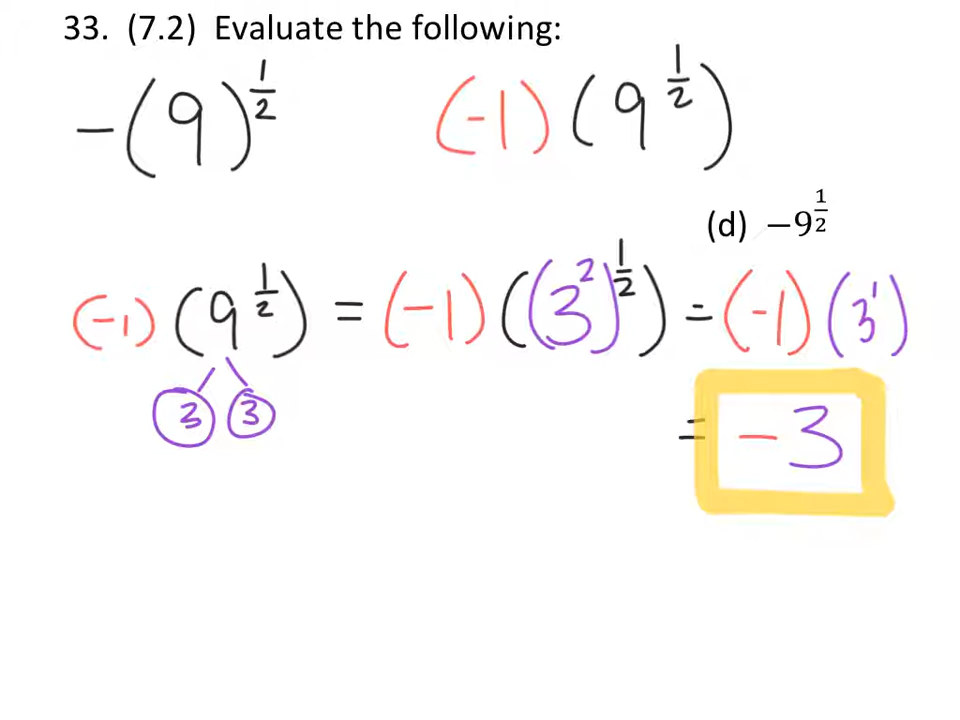 33. (7.2) Evaluate the following:
-(9)^{1/2} (-1)(9^{1/2})
(d) −9^{1/2}
(-1)(9^{1/2}) = (-1)((3^2)^{1/2}) = (-1)(3^1)
3 3
= -3